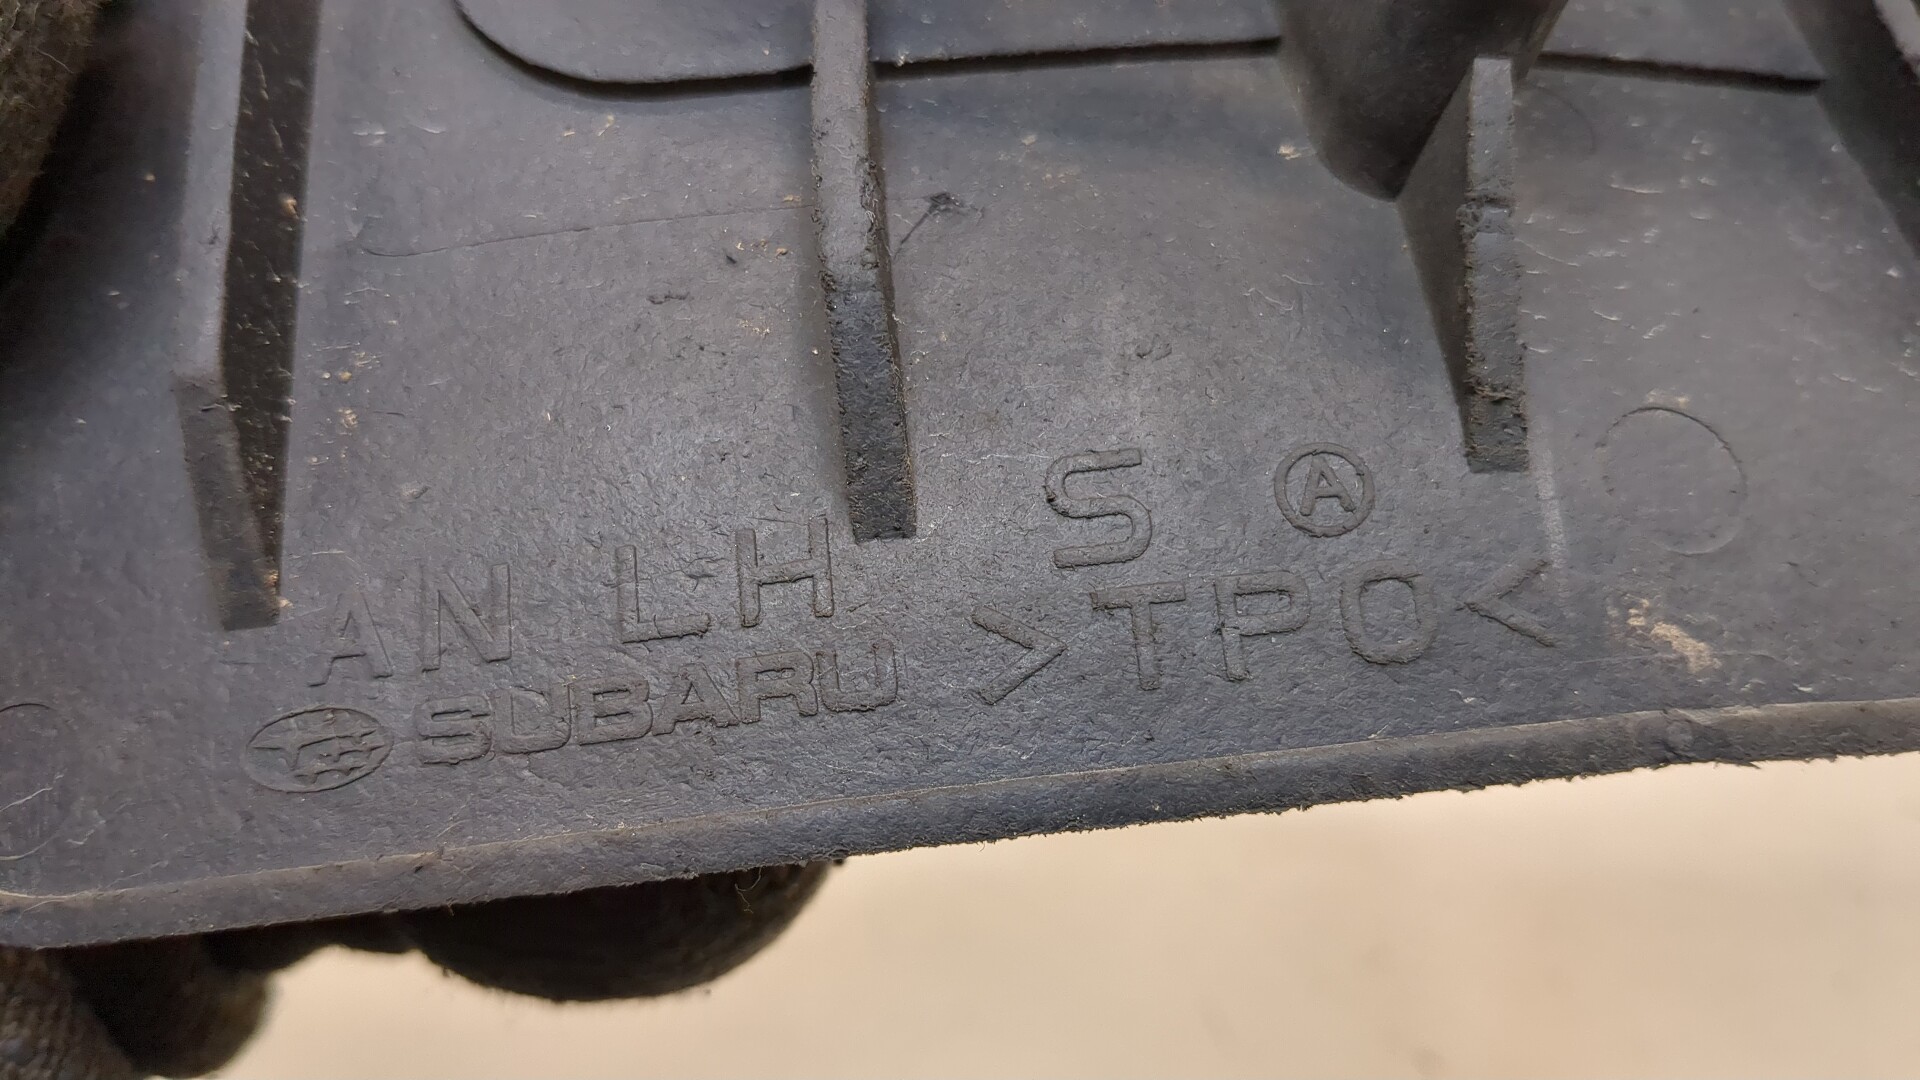 AN LH S Ⓐ
SUBARU >TPO<